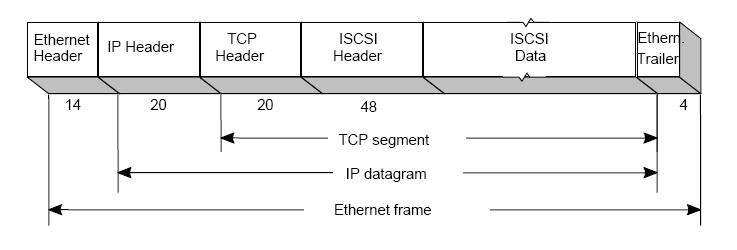 Ethernet
Header
IP Header
TCP
Header
ISCSI
Header
ISCSI
Data
Ethern.
Trailer
14
20
20
48
4
TCP segment
IP datagram
Ethernet frame